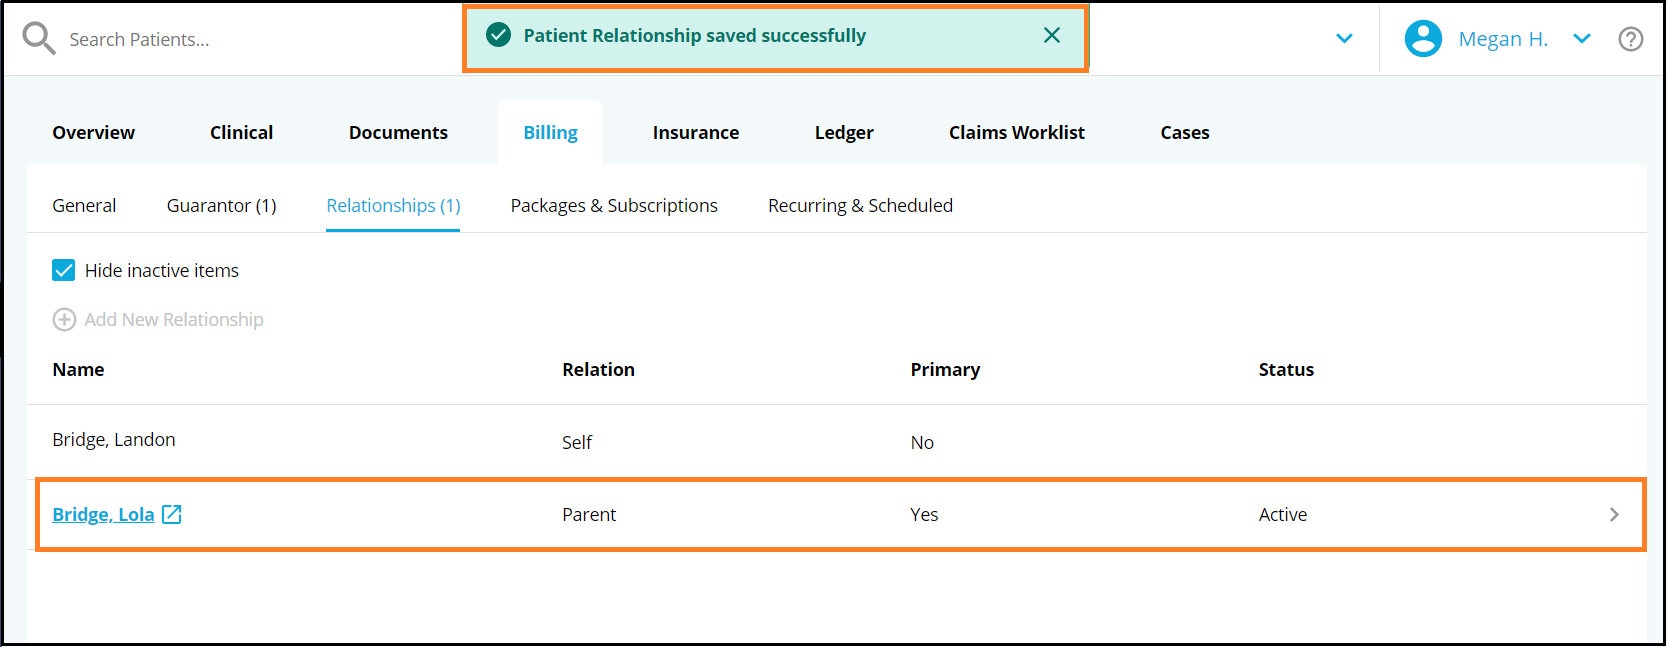 Search Patients...
Patient Relationship saved successfully
Megan H.
Overview Clinical Documents Billing Insurance Ledger Claims Worklist Cases
General Guarantor (1) Relationships (1) Packages & Subscriptions Recurring & Scheduled
Hide inactive items
Add New Relationship
Name Relation Primary Status
Bridge, Landon Self No
Bridge, Lola Parent Yes Active